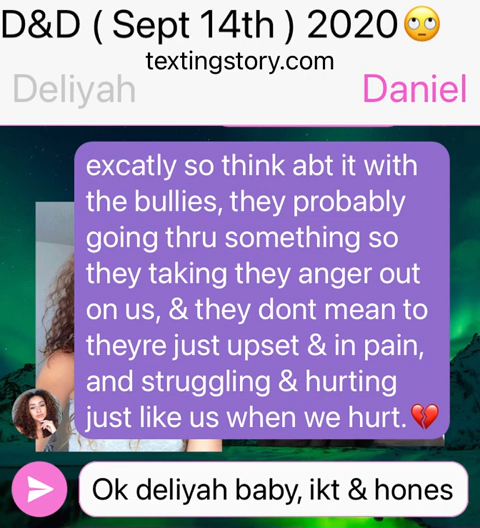 D&D ( Sept 14th ) 2020🙄
textingstory.com
Deliyah Daniel
excatly so think abt it with
the bullies, they probably
going thru something so
they taking they anger out
on us, & they dont mean to
theyre just upset & in pain,
and struggling & hurting
just like us when we hurt.💔
Ok deliyah baby, ikt & hones